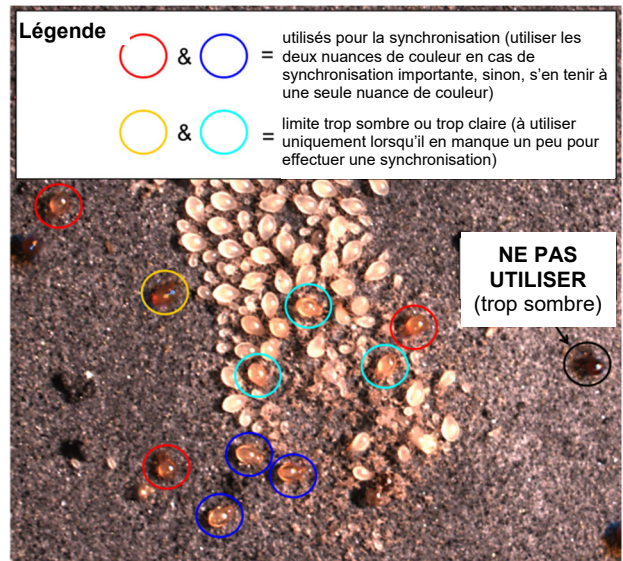 Légende
& = utilisés pour la synchronisation (utiliser les
deux nuances de couleur en cas de
synchronisation importante, sinon, s'en tenir à
une seule nuance de couleur)
& = limite trop sombre ou trop claire (à utiliser
uniquement lorsqu'il en manque un peu pour
effectuer une synchronisation)
NE PAS
UTILISER
(trop sombre)